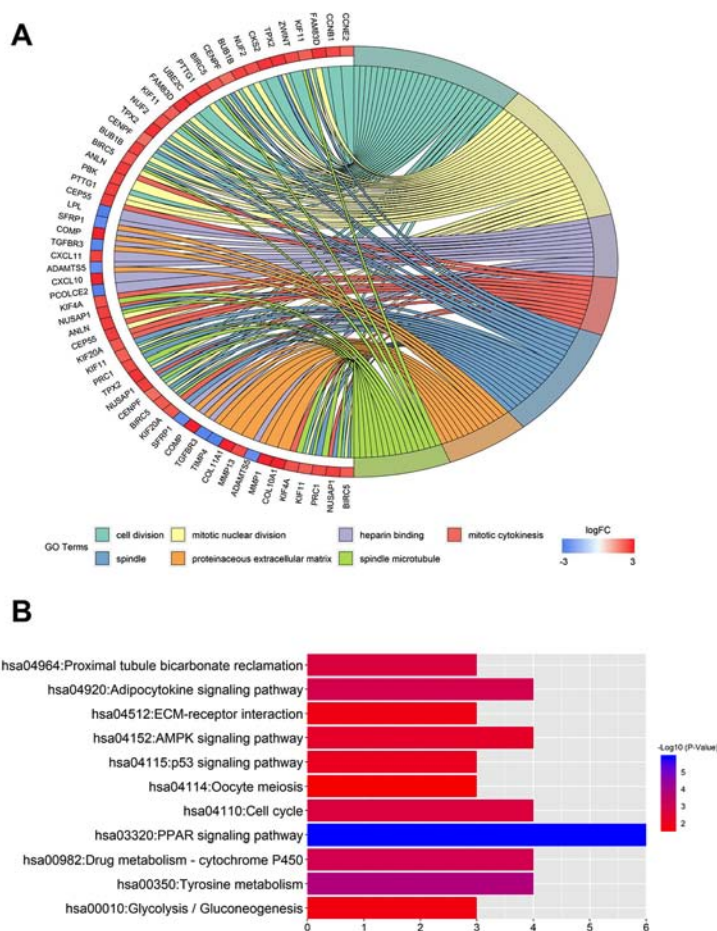 A
CCNE2
CCNB1
FAM83D
KIF11
ZWINT
TPX2
CKS2
NUF2
BUB1B
CENPF
BIRC5
PTTG1
UBE2C
FAM83D
KIF11
NUF2
TPX2
CENPF
BUB1B
BIRC5
ANLN
PBK
PTTG1
CEP55
LPL
SFRP1
COMP
TGFBR3
CXCL11
ADAMTS5
CXCL10
PCOLCE2
KIF4A
NUSAP1
ANLN
CEP55
KIF20A
KIF11
PRC1
TPX2
NUSAP1
CENPF
BIRC5
KIF20A
SFRP1
COMP
TGFBR3
TIMP4
COL11A1
MMP13
ADAMTS5
MMP1
COL10A1
KIF4A
KIF11
PRC1
NUSAP1
BIRC5
GO Terms
cell division
mitotic nuclear division
heparin binding
mitotic cytokinesis
spindle
proteinaceous extracellular matrix
spindle microtubule
logFC
-3 3
B
hsa04964:Proximal tubule bicarbonate reclamation
hsa04920:Adipocytokine signaling pathway
hsa04512:ECM-receptor interaction
hsa04152:AMPK signaling pathway
hsa04115:p53 signaling pathway
hsa04114:Oocyte meiosis
hsa04110:Cell cycle
hsa03320:PPAR signaling pathway
hsa00982:Drug metabolism - cytochrome P450
hsa00350:Tyrosine metabolism
hsa00010:Glycolysis / Gluconeogenesis
0 1 2 3 4 5 6
-Log10 (P-Value)
5
4
3
2